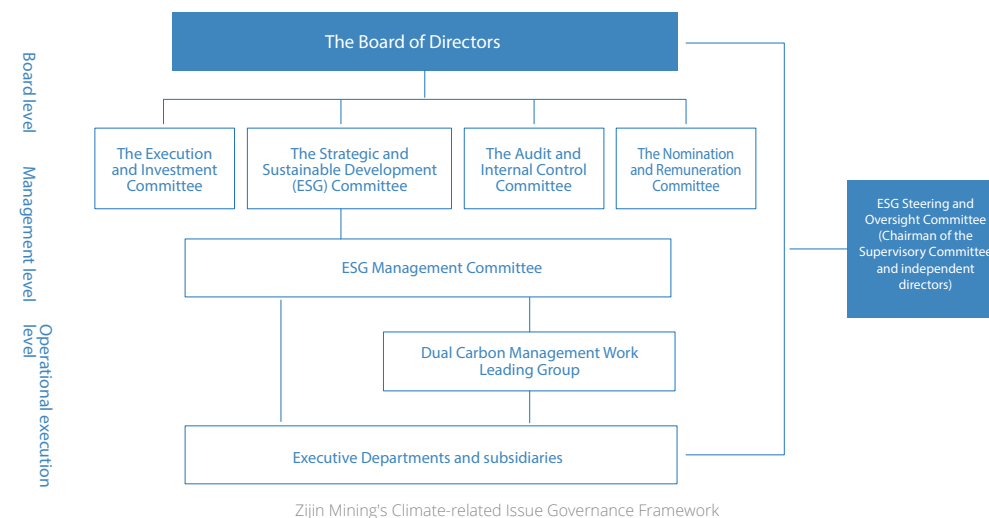 The Board of Directors
Board level
The Execution
and Investment
Committee
The Strategic and
Sustainable Development
(ESG) Committee
The Audit and
Internal Control
Committee
The Nomination
and Remuneration
Committee
Management level
ESG Steering and
Oversight Committee
(Chairman of the
Supervisory Committee
and independent
directors)
ESG Management Committee
Operational execution
level
Dual Carbon Management Work
Leading Group
Executive Departments and subsidiaries
Zijin Mining's Climate-related Issue Governance Framework